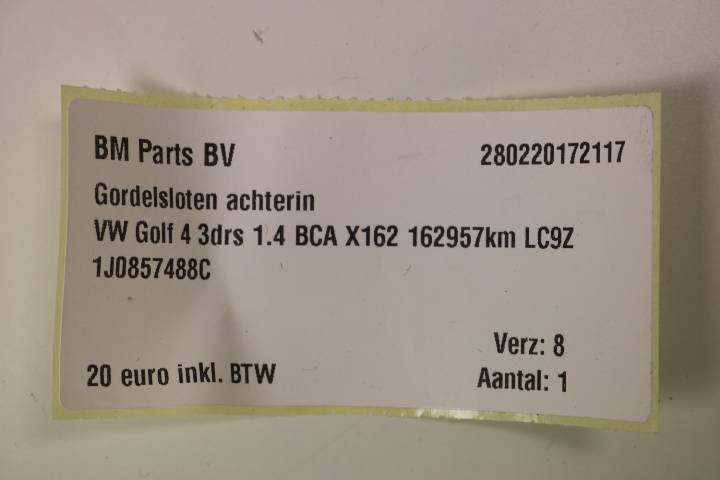 BM Parts BV 280220172117
Gordelsloten achterin
VW Golf 4 3drs 1.4 BCA X162 162957km LC9Z
1J0857488C
Verz: 8
20 euro inkl. BTW Aantal: 1